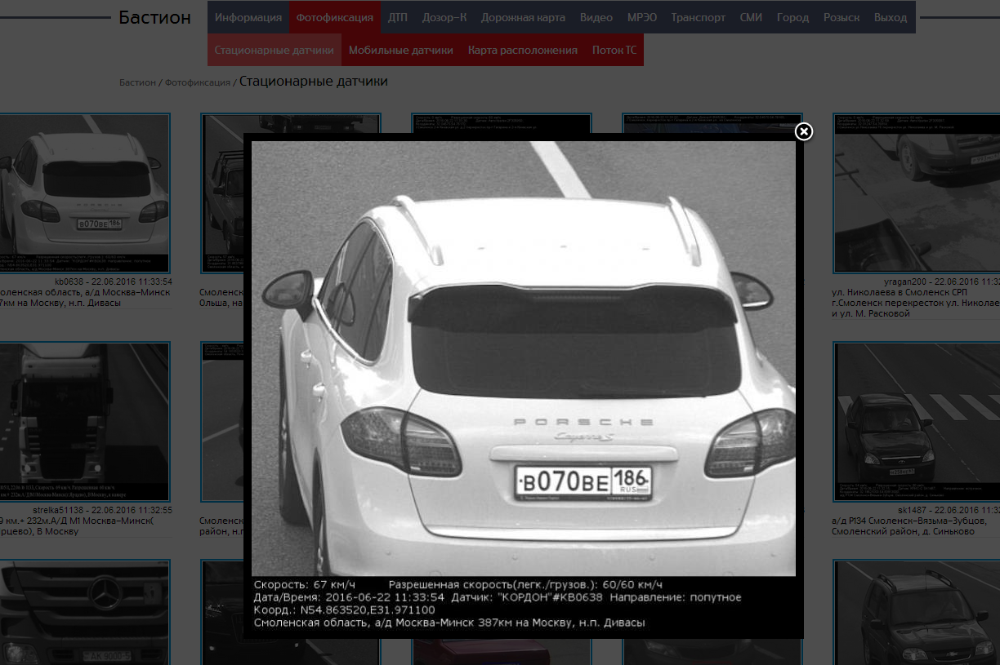 Бастион
Информация Фотофиксация ДТП Дозор-К Дорожная карта Видео МРЭО Транспорт СМИ Город Розыск Выход
Стационарные датчики Мобильные датчики Карта расположения Поток ТС
Бастион / Фотофиксация / Стационарные датчики
PORSCHE
Cayenne S
В070ВЕ 186
RUS
Скорость: 67 км/ч Разрешенная скорость(легк./грузов.): 60/60 км/ч
Дата/Время: 2016-06-22 11:33:54 Датчик: "КОРДОН"#KB0638 Направление: попутное
Коорд.: N54.863520,E31.971100
Смоленская область, а/д Москва-Минск 387км на Москву, н.п. Дивасы
PORSCHE
В070ВЕ 186
kb0638 - 22.06.2016 11:33:54
оленская область, а/д Москва-Минск
7км на Москву, н.п. Дивасы
Смоленск
Ольша, на
yragan200 - 22.06.2016 11:32
ул. Николаева в Смоленск СРП
г.Смоленск перекресток ул. Николае
и ул. М. Расковой
strelka51138 - 22.06.2016 11:32:55
9 км.+ 232м.А/Д М1 Москва-Минск(
рцево), В Москву
Смоленск
район, н.п
sk1487 - 22.06.2016 11:32
а/д Р134 Смоленск-Вязьма-Зубцов,
Смоленский район, д. Синьково
АК 9000-5